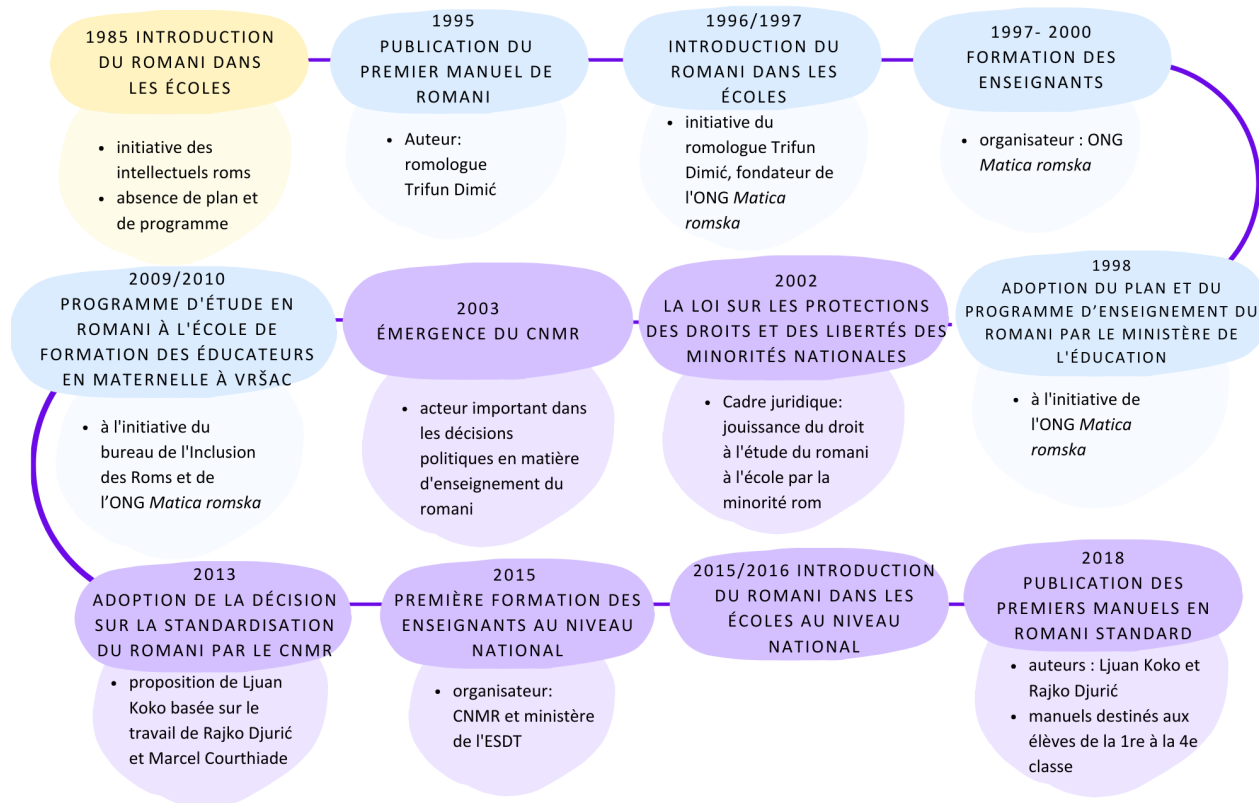 1985 INTRODUCTION
DU ROMANI DANS
LES ÉCOLES
• initiative des
intellectuels roms
• absence de plan et
de programme
1995
PUBLICATION DU
PREMIER MANUEL DE
ROMANI
• Auteur:
romologue
Trifun Dimić
1996/1997
INTRODUCTION DU
ROMANI DANS LES
ÉCOLES
• initiative du
romologue Trifun
Dimić, fondateur de
l'ONG Matica
romska
1997- 2000
FORMATION DES
ENSEIGNANTS
• organisateur : ONG
Matica romska
1998
ADOPTION DU PLAN ET DU
PROGRAMME D’ENSEIGNEMENT DU
ROMANI PAR LE MINISTÈRE DE
L'ÉDUCATION
• à l'initiative de
l'ONG Matica
romska
2002
LA LOI SUR LES PROTECTIONS
DES DROITS ET DES LIBERTÉS DES
MINORITÉS NATIONALES
• Cadre juridique:
jouissance du droit
à l'étude du romani
à l'école par la
minorité rom
2003
ÉMERGENCE DU CNMR
• acteur important dans
les décisions
politiques en matière
d'enseignement du
romani
2009/2010
PROGRAMME D'ÉTUDE EN
ROMANI À L'ÉCOLE DE
FORMATION DES ÉDUCATEURS
EN MATERNELLE À VRŠAC
• à l'initiative du
bureau de l'Inclusion
des Roms et de
l’ONG Matica romska
2013
ADOPTION DE LA DÉCISION
SUR LA STANDARDISATION
DU ROMANI PAR LE CNMR
• proposition de Ljuan
Koko basée sur le
travail de Rajko Djurić
et Marcel Courthiade
2015
PREMIÈRE FORMATION DES
ENSEIGNANTS AU NIVEAU
NATIONAL
• organisateur:
CNMR et ministère
de l'ESDT
2015/2016 INTRODUCTION
DU ROMANI DANS LES
ÉCOLES AU NIVEAU
NATIONAL
2018
PUBLICATION DES
PREMIERS MANUELS EN
ROMANI STANDARD
• auteurs : Ljuan Koko et
Rajko Djurić
• manuels destinés aux
élèves de la 1re à la 4e
classe